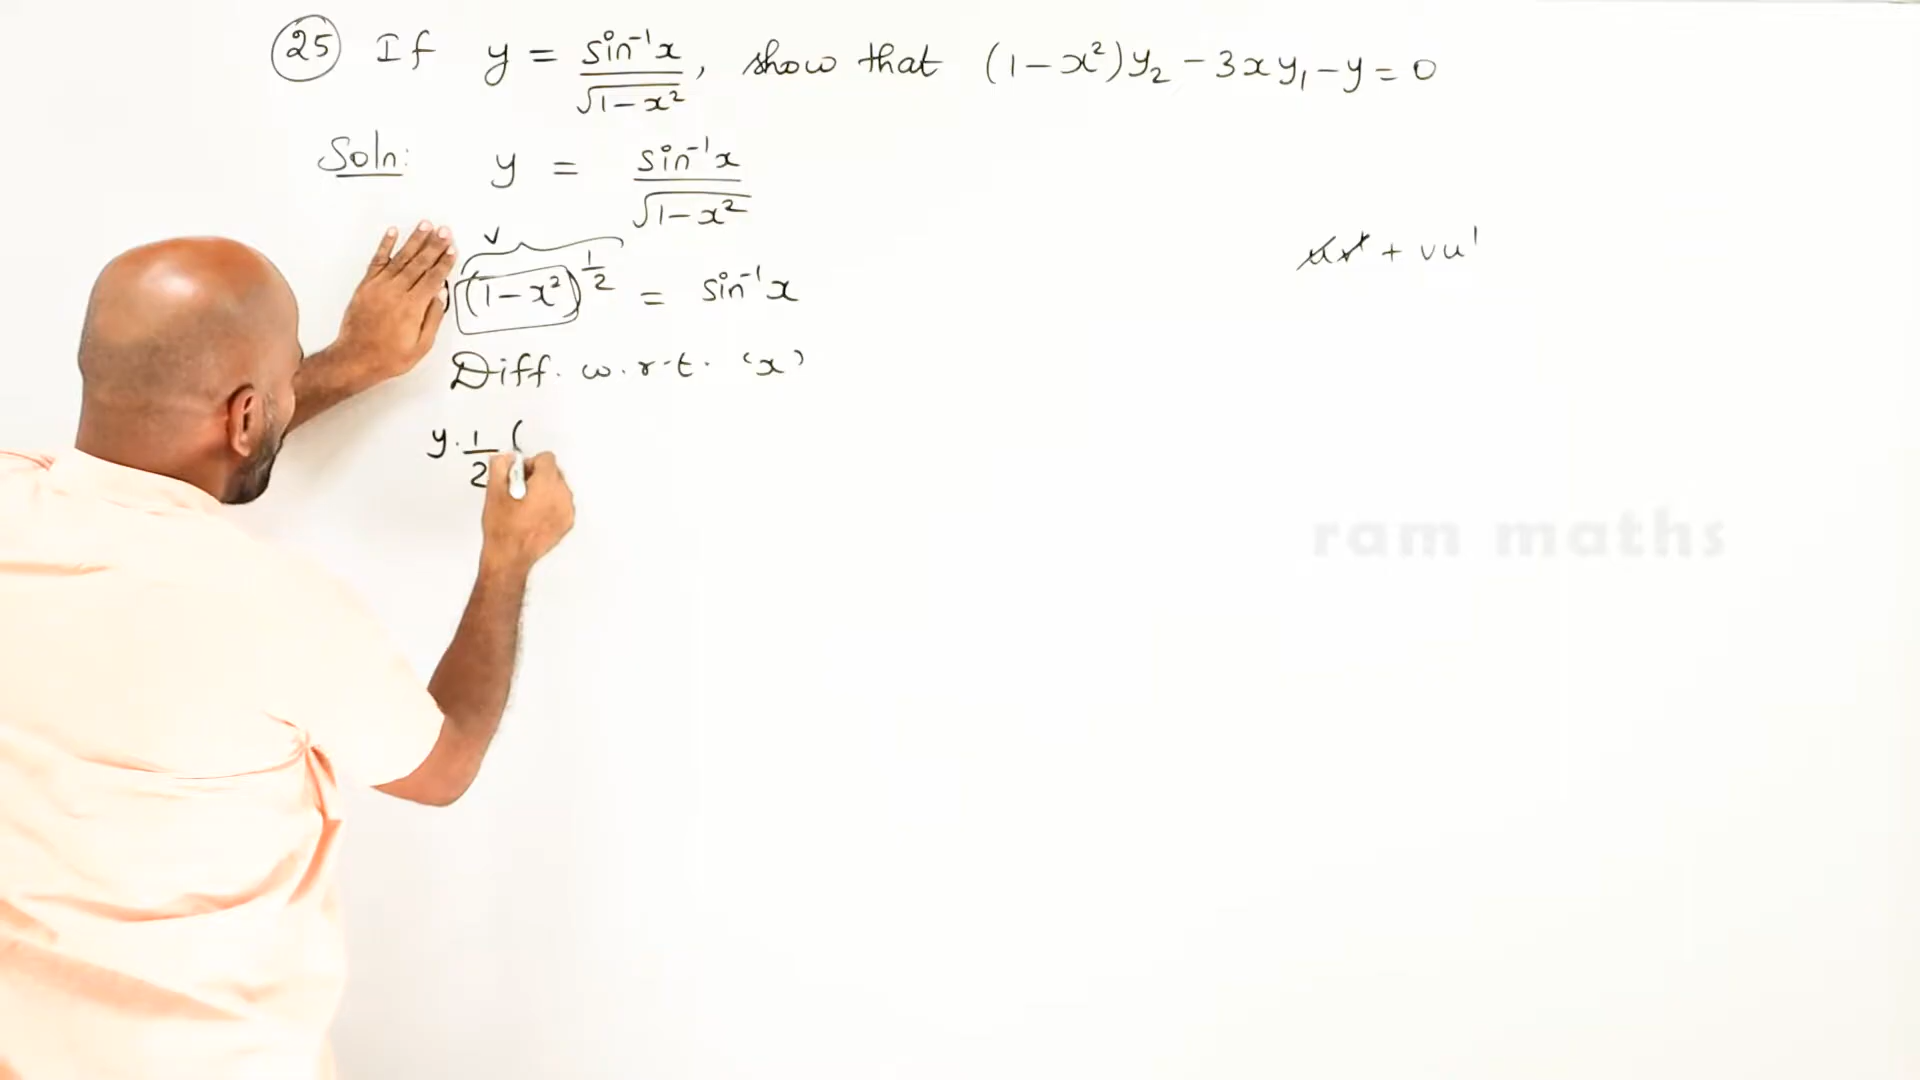 25 If y = sin⁻¹x / √1-x², show that (1-x²)y₂ - 3xy₁ - y = 0
Soln: y = sin⁻¹x / √1-x²
v
(1-x²)^1/2 = sin⁻¹x
uv' + vu'
Diff. w.r.t. 'x'
y. 1/2 (
ram maths